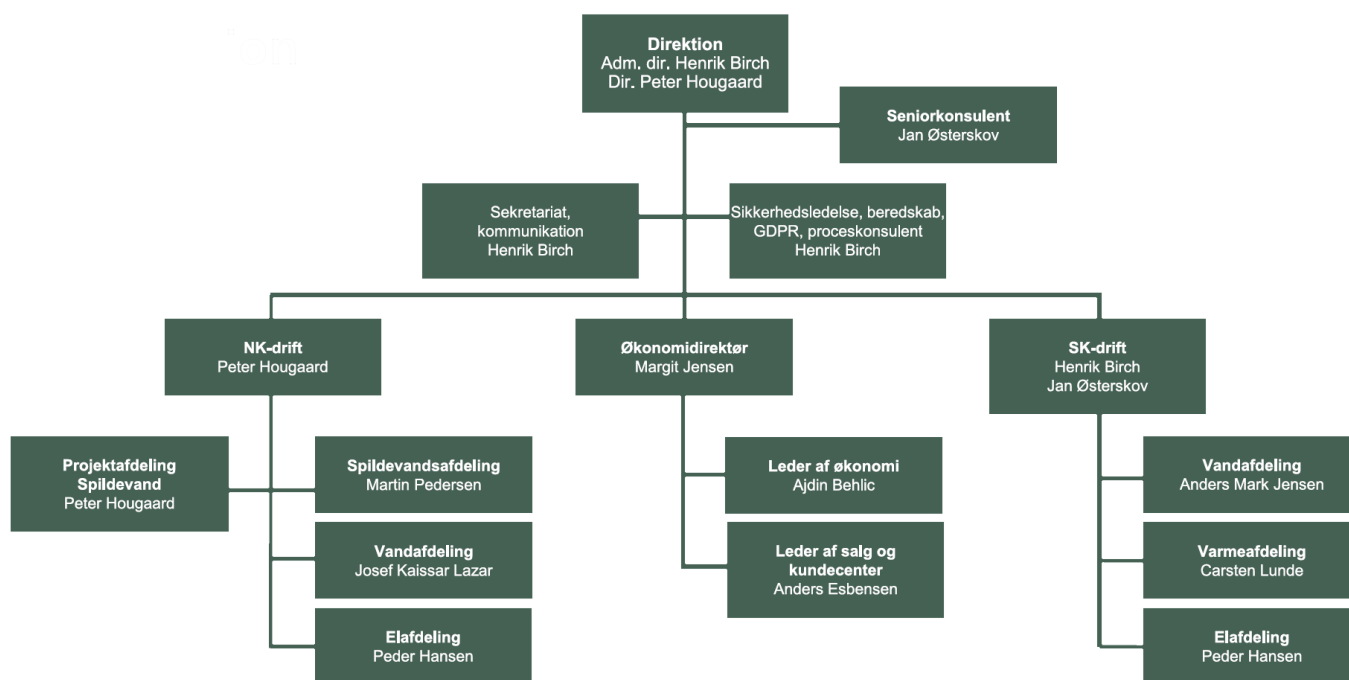 Direktion
Adm. dir. Henrik Birch
Dir. Peter Hougaard
Seniorkonsulent
Jan Østerskov
Sekretariat,
kommunikation
Henrik Birch
Sikkerhedsledelse, beredskab,
GDPR, proceskonsulent
Henrik Birch
NK-drift
Peter Hougaard
Økonomidirektør
Margit Jensen
SK-drift
Henrik Birch
Jan Østerskov
Projektafdeling
Spildevand
Peter Hougaard
Spildevandsafdeling
Martin Pedersen
Vandafdeling
Josef Kaissar Lazar
Elafdeling
Peder Hansen
Leder af økonomi
Ajdin Behlic
Leder af salg og
kundecenter
Anders Esbensen
Vandafdeling
Anders Mark Jensen
Varmeafdeling
Carsten Lunde
Elafdeling
Peder Hansen